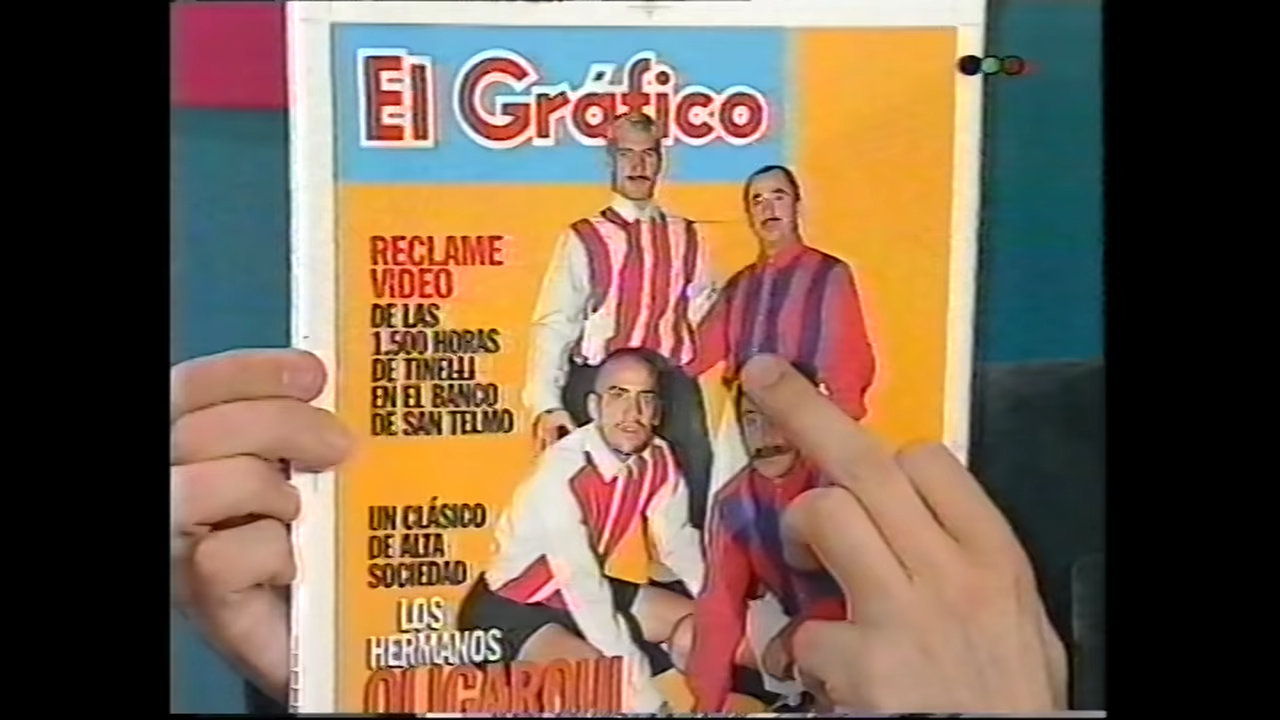 El Gráfico
RECLAME
VIDEO
DE LAS
1.500 HORAS
DE TINELLI
EN EL BANCO
DE SAN TELMO
UN CLÁSICO
DE ALTA
SOCIEDAD
LOS
HERMANOS
OLIGARQUI